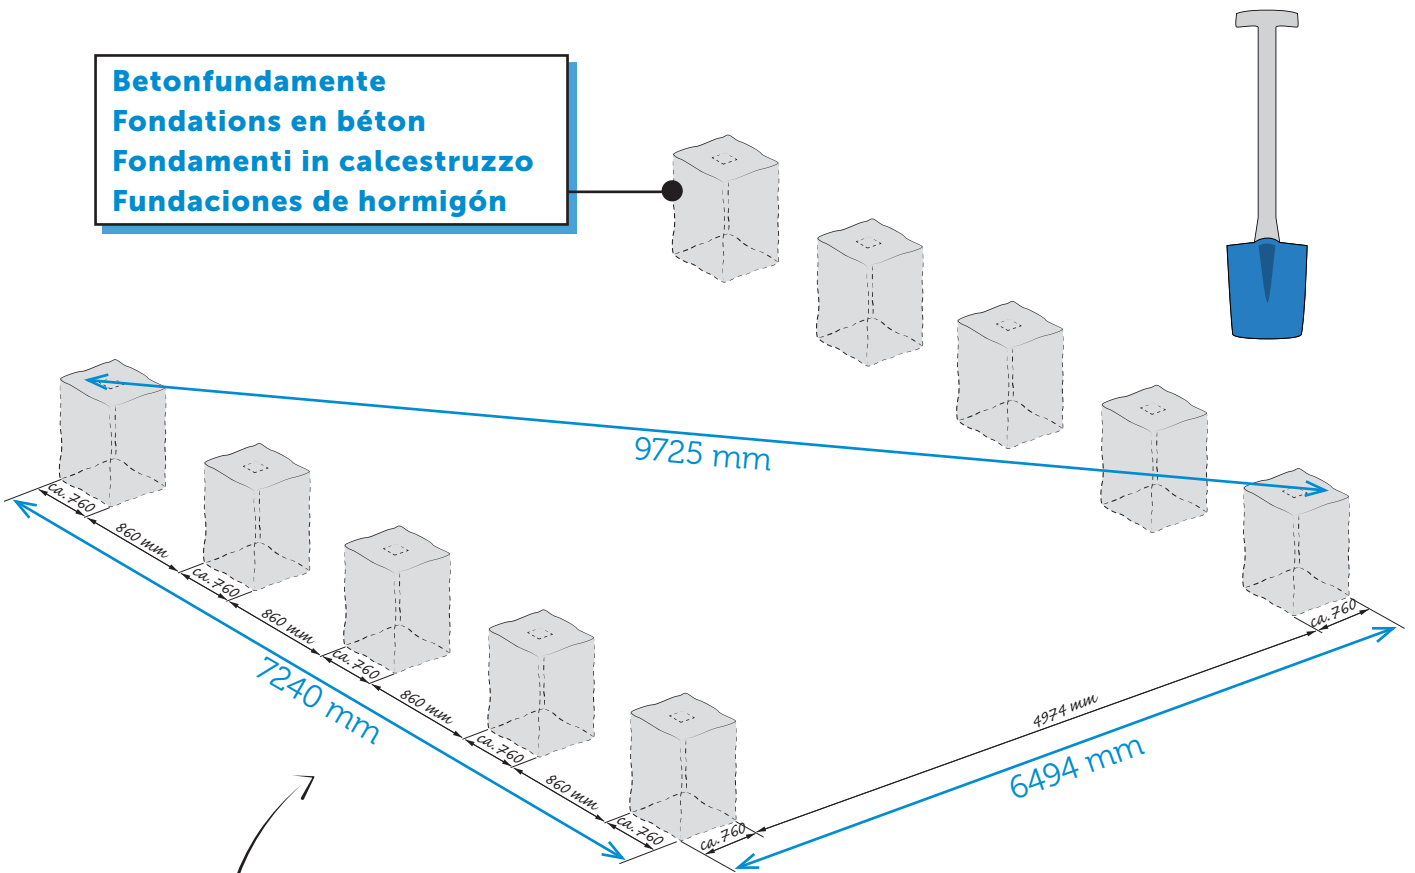 Betonfundamente
Fondations en béton
Fondamenti in calcestruzzo
Fundaciones de hormigón
9725 mm
ca. 760
860 mm
ca. 760
860 mm
ca. 760
860 mm
ca. 760
860 mm
ca. 760
7240 mm
ca. 760
4974 mm
ca. 760
6494 mm